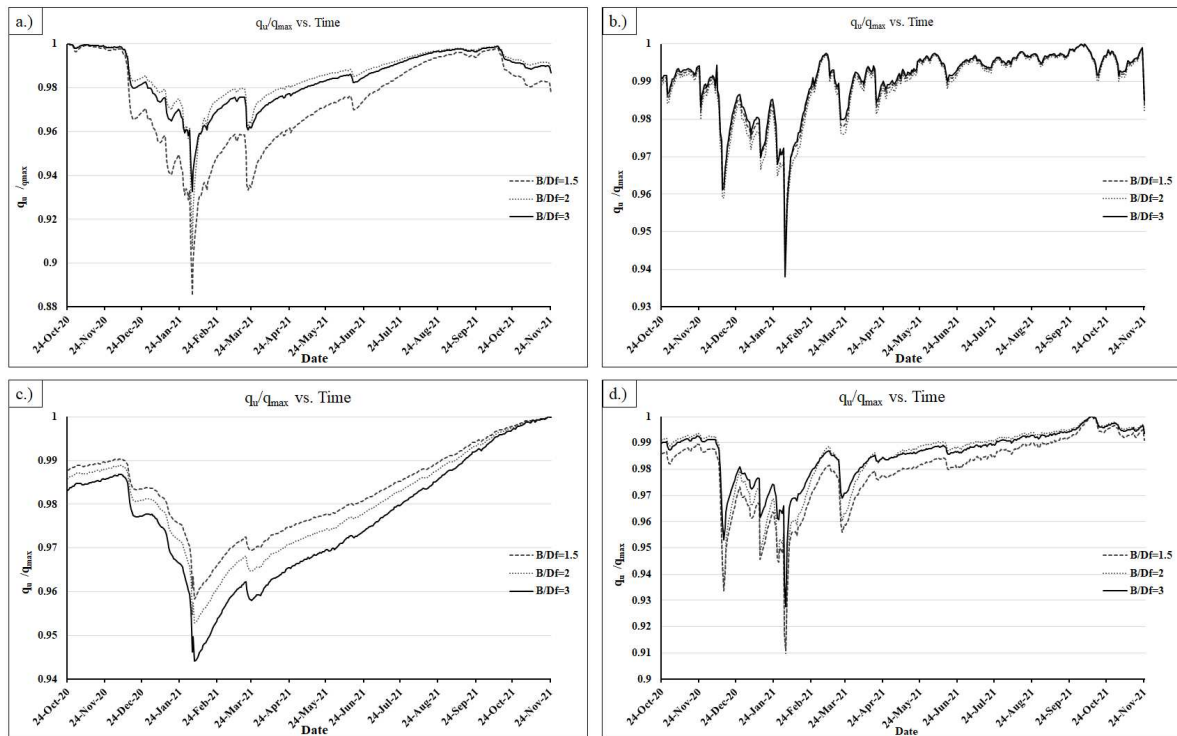 a.)
qu/qmax vs. Time
1
0.98
0.96
0.94
0.92
0.9
0.88
qu /qmax
B/Df=1.5
B/Df=2
B/Df=3
24-Oct-20
24-Nov-20
24-Dec-20
24-Jan-21
24-Feb-21
24-Mar-21
24-Apr-21
24-May-21
24-Jun-21
24-Jul-21
24-Aug-21
24-Sep-21
24-Oct-21
24-Nov-21
Date
b.)
qu/qmax vs. Time
1
0.99
0.98
0.97
0.96
0.95
0.94
0.93
qu /qmax
B/Df=1.5
B/Df=2
B/Df=3
24-Oct-20
24-Nov-20
24-Dec-20
24-Jan-21
24-Feb-21
24-Mar-21
24-Apr-21
24-May-21
24-Jun-21
24-Jul-21
24-Aug-21
24-Sep-21
24-Oct-21
24-Nov-21
Date
c.)
qu/qmax vs. Time
1
0.99
0.98
0.97
0.96
0.95
0.94
qu /qmax
B/Df=1.5
B/Df=2
B/Df=3
24-Oct-20
24-Nov-20
24-Dec-20
24-Jan-21
24-Feb-21
24-Mar-21
24-Apr-21
24-May-21
24-Jun-21
24-Jul-21
24-Aug-21
24-Sep-21
24-Oct-21
24-Nov-21
Date
d.)
qu/qmax vs. Time
1
0.99
0.98
0.97
0.96
0.95
0.94
0.93
0.92
0.91
0.9
qu /qmax
B/Df=1.5
B/Df=2
B/Df=3
24-Oct-20
24-Nov-20
24-Dec-20
24-Jan-21
24-Feb-21
24-Mar-21
24-Apr-21
24-May-21
24-Jun-21
24-Jul-21
24-Aug-21
24-Sep-21
24-Oct-21
24-Nov-21
Date